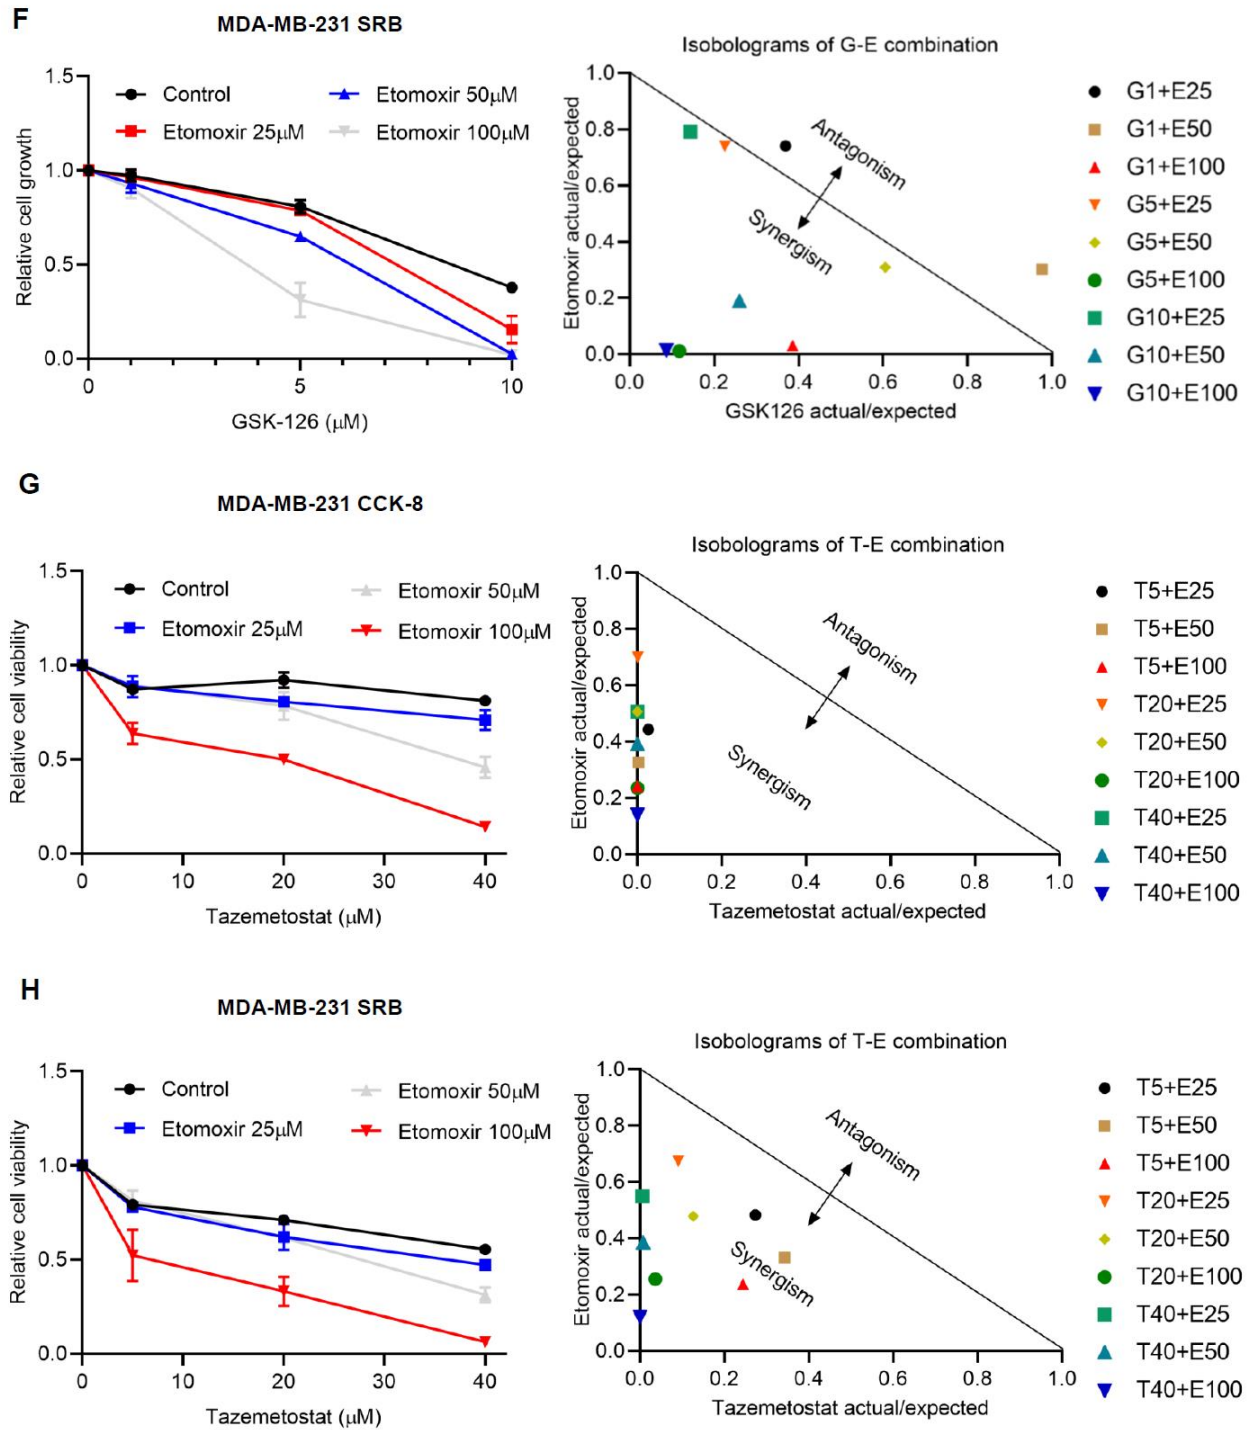 F
MDA-MB-231 SRB
Relative cell growth
1.5
1.0
0.5
0.0
Control
Etomoxir 25μM
Etomoxir 50μM
Etomoxir 100μM
0
5
10
GSK-126 (μM)
Isobolograms of G-E combination
Etomoxir actual/expected
1.0
0.8
0.6
0.4
0.2
0.0
Antagonism
Synergism
0.0
0.2
0.4
0.6
0.8
1.0
GSK126 actual/expected
G1+E25
G1+E50
G1+E100
G5+E25
G5+E50
G5+E100
G10+E25
G10+E50
G10+E100
G
MDA-MB-231 CCK-8
Relative cell viability
1.5
1.0
0.5
0.0
Control
Etomoxir 25μM
Etomoxir 50μM
Etomoxir 100μM
0
10
20
30
40
Tazemetostat (μM)
Isobolograms of T-E combination
Etomoxir actual/expected
1.0
0.8
0.6
0.4
0.2
0.0
Antagonism
Synergism
0.0
0.2
0.4
0.6
0.8
1.0
Tazemetostat actual/expected
T5+E25
T5+E50
T5+E100
T20+E25
T20+E50
T20+E100
T40+E25
T40+E50
T40+E100
H
MDA-MB-231 SRB
Relative cell viability
1.5
1.0
0.5
0.0
Control
Etomoxir 25μM
Etomoxir 50μM
Etomoxir 100μM
0
10
20
30
40
Tazemetostat (μM)
Isobolograms of T-E combination
Etomoxir actual/expected
1.0
0.8
0.6
0.4
0.2
0.0
Antagonism
Synergism
0.0
0.2
0.4
0.6
0.8
1.0
Tazemetostat actual/expected
T5+E25
T5+E50
T5+E100
T20+E25
T20+E50
T20+E100
T40+E25
T40+E50
T40+E100